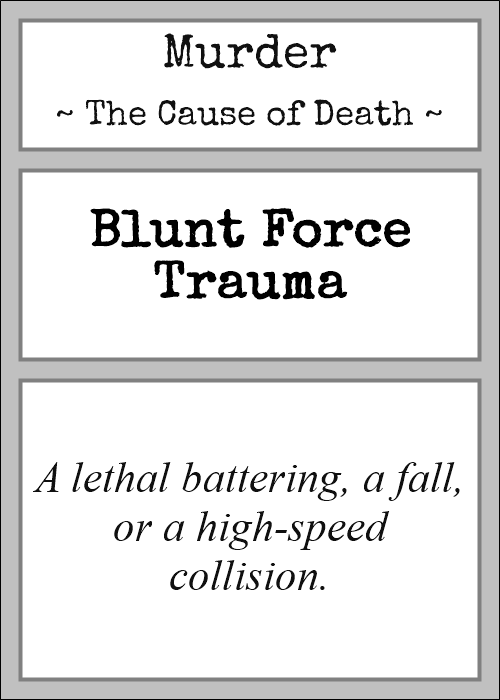 Murder
~ The Cause of Death ~
Blunt Force
Trauma
A lethal battering, a fall,
or a high-speed
collision.